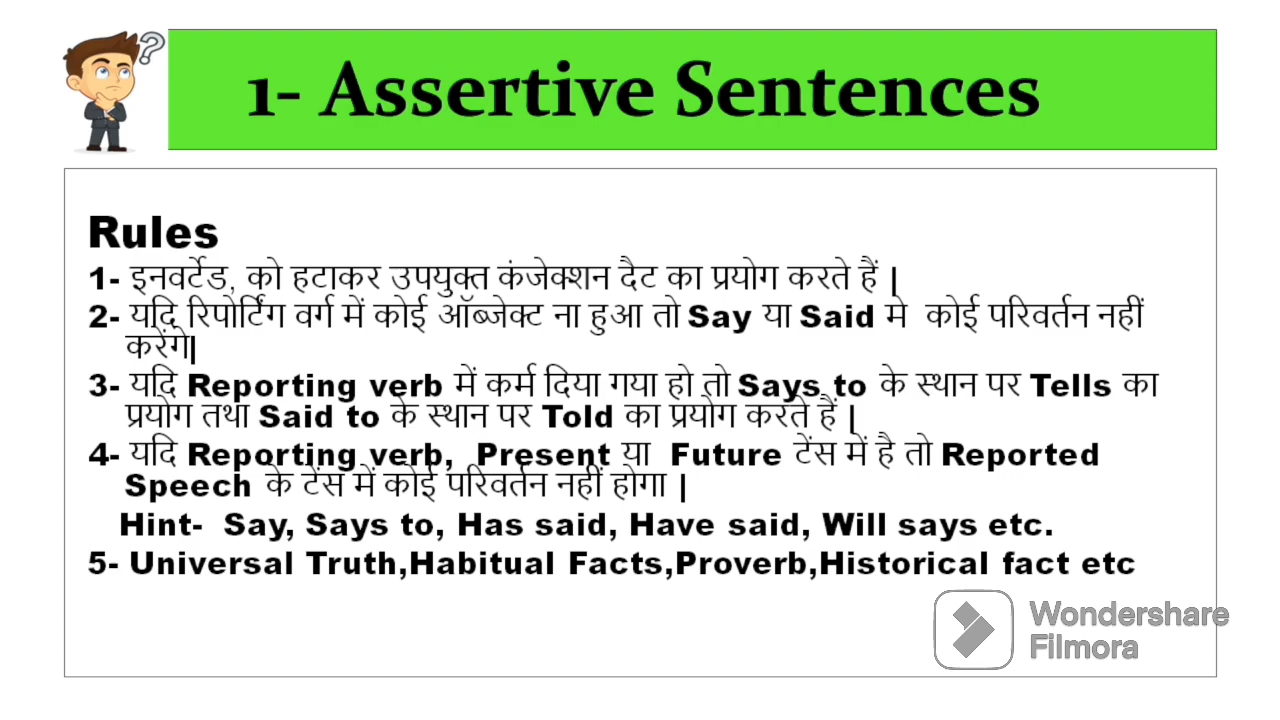 ?
1- Assertive Sentences
Rules
1- इनवर्टेड, को हटाकर उपयुक्त कंजेक्शन दैट का प्रयोग करते हैं |
2- यदि रिपोर्टिंग वर्ग में कोई ऑब्जेक्ट ना हुआ तो Say या Said मे कोई परिवर्तन नहीं
करेंगे|
3- यदि Reporting verb में कर्म दिया गया हो तो Says to के स्थान पर Tells का
प्रयोग तथा Said to के स्थान पर Told का प्रयोग करते हैं |
4- यदि Reporting verb, Present या Future टेंस में है तो Reported
Speech के टेंस में कोई परिवर्तन नहीं होगा |
Hint- Say, Says to, Has said, Have said, Will says etc.
5- Universal Truth,Habitual Facts,Proverb,Historical fact etc
Wondershare
Filmora